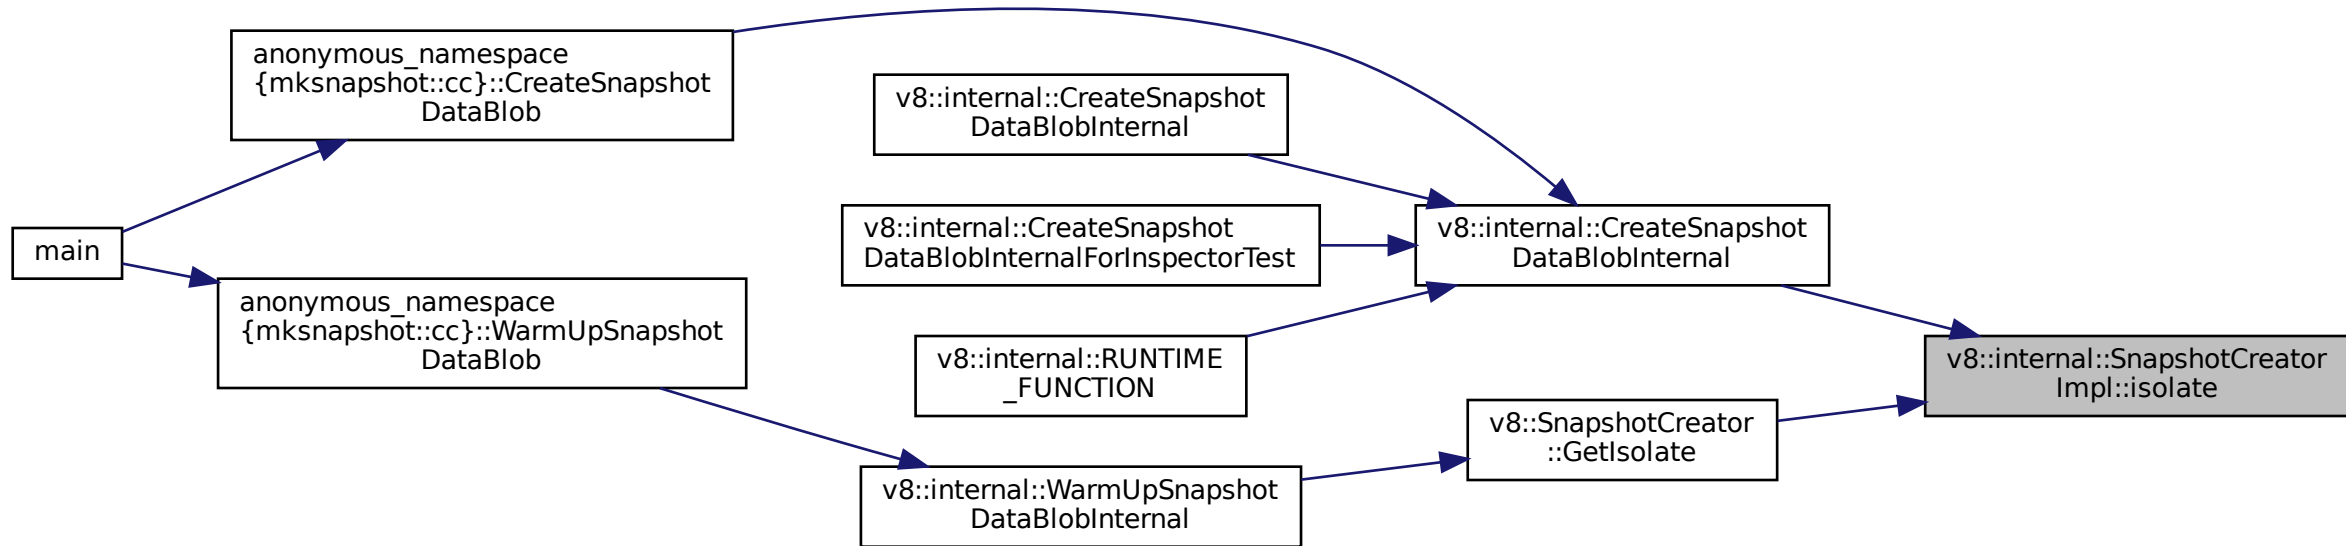 anonymous_namespace
{mksnapshot::cc}::CreateSnapshot
DataBlob
v8::internal::CreateSnapshot
DataBlobInternal
v8::internal::CreateSnapshot
DataBlobInternalForInspectorTest
v8::internal::CreateSnapshot
DataBlobInternal
main
anonymous_namespace
{mksnapshot::cc}::WarmUpSnapshot
DataBlob
v8::internal::RUNTIME
_FUNCTION
v8::internal::SnapshotCreator
Impl::isolate
v8::SnapshotCreator
::GetIsolate
v8::internal::WarmUpSnapshot
DataBlobInternal